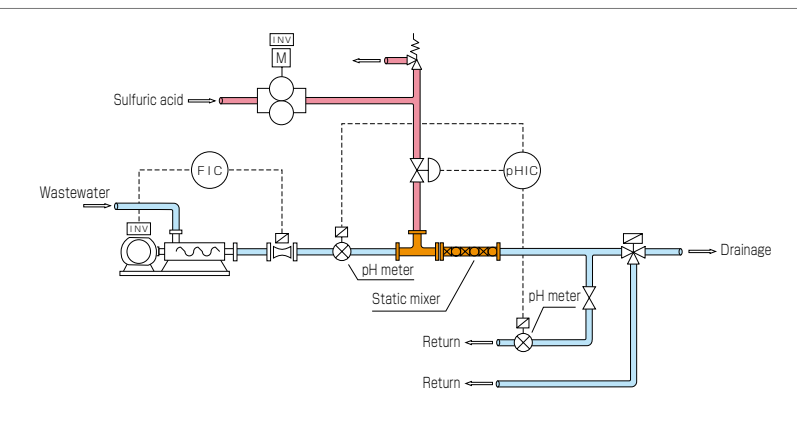 INV
M
Sulfuric acid
FIC
pHIC
Wastewater
INV
Drainage
pH meter
Static mixer
pH meter
Return
Return